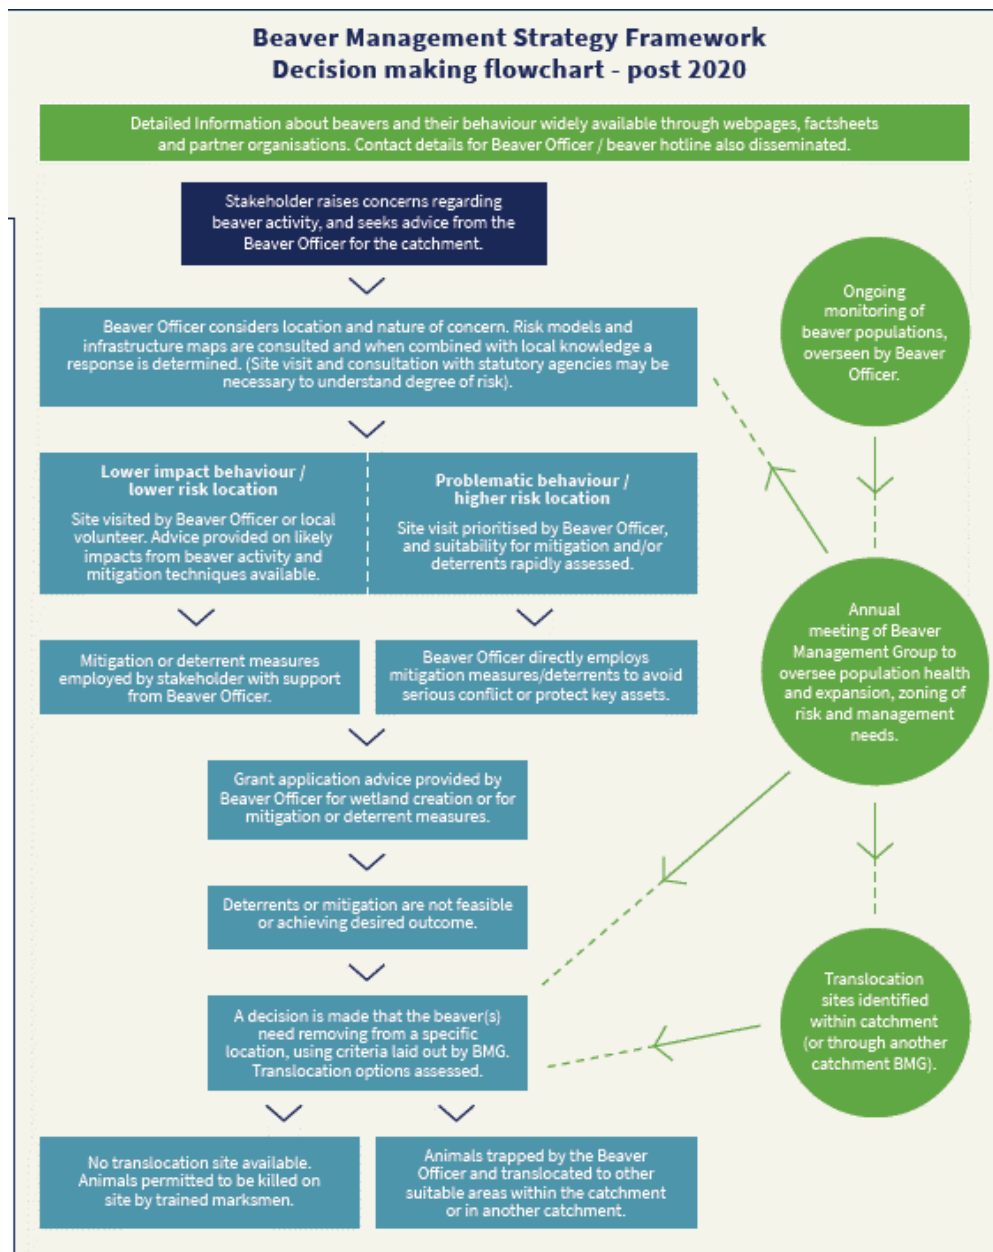 Beaver Management Strategy Framework
Decision making flowchart - post 2020
Detailed Information about beavers and their behaviour widely available through webpages, factsheets
and partner organisations. Contact details for Beaver Officer / beaver hotline also disseminated.
Stakeholder raises concerns regarding
beaver activity, and seeks advice from the
Beaver Officer for the catchment.
Beaver Officer considers location and nature of concern. Risk models and
infrastructure maps are consulted and when combined with local knowledge a
response is determined. (Site visit and consultation with statutory agencies may be
necessary to understand degree of risk).
Lower impact behaviour /
lower risk location
Site visited by Beaver Officer or local
volunteer. Advice provided on likely
impacts from beaver activity and
mitigation techniques available.
Problematic behaviour /
higher risk location
Site visit prioritised by Beaver Officer,
and suitability for mitigation and/or
deterrents rapidly assessed.
Mitigation or deterrent measures
employed by stakeholder with support
from Beaver Officer.
Beaver Officer directly employs
mitigation measures/deterrents to avoid
serious conflict or protect key assets.
Grant application advice provided by
Beaver Officer for wetland creation or for
mitigation or deterrent measures.
Deterrents or mitigation are not feasible
or achieving desired outcome.
A decision is made that the beaver(s)
need removing from a specific
location, using criteria laid out by BMG.
Translocation options assessed.
No translocation site available.
Animals permitted to be killed on
site by trained marksmen.
Animals trapped by the Beaver
Officer and translocated to other
suitable areas within the catchment
or in another catchment.
Ongoing
monitoring of
beaver populations,
overseen by Beaver
Officer.
Annual
meeting of Beaver
Management Group to
oversee population health
and expansion, zoning of
risk and management
needs.
Translocation
sites identified
within catchment
(or through another
catchment BMG).